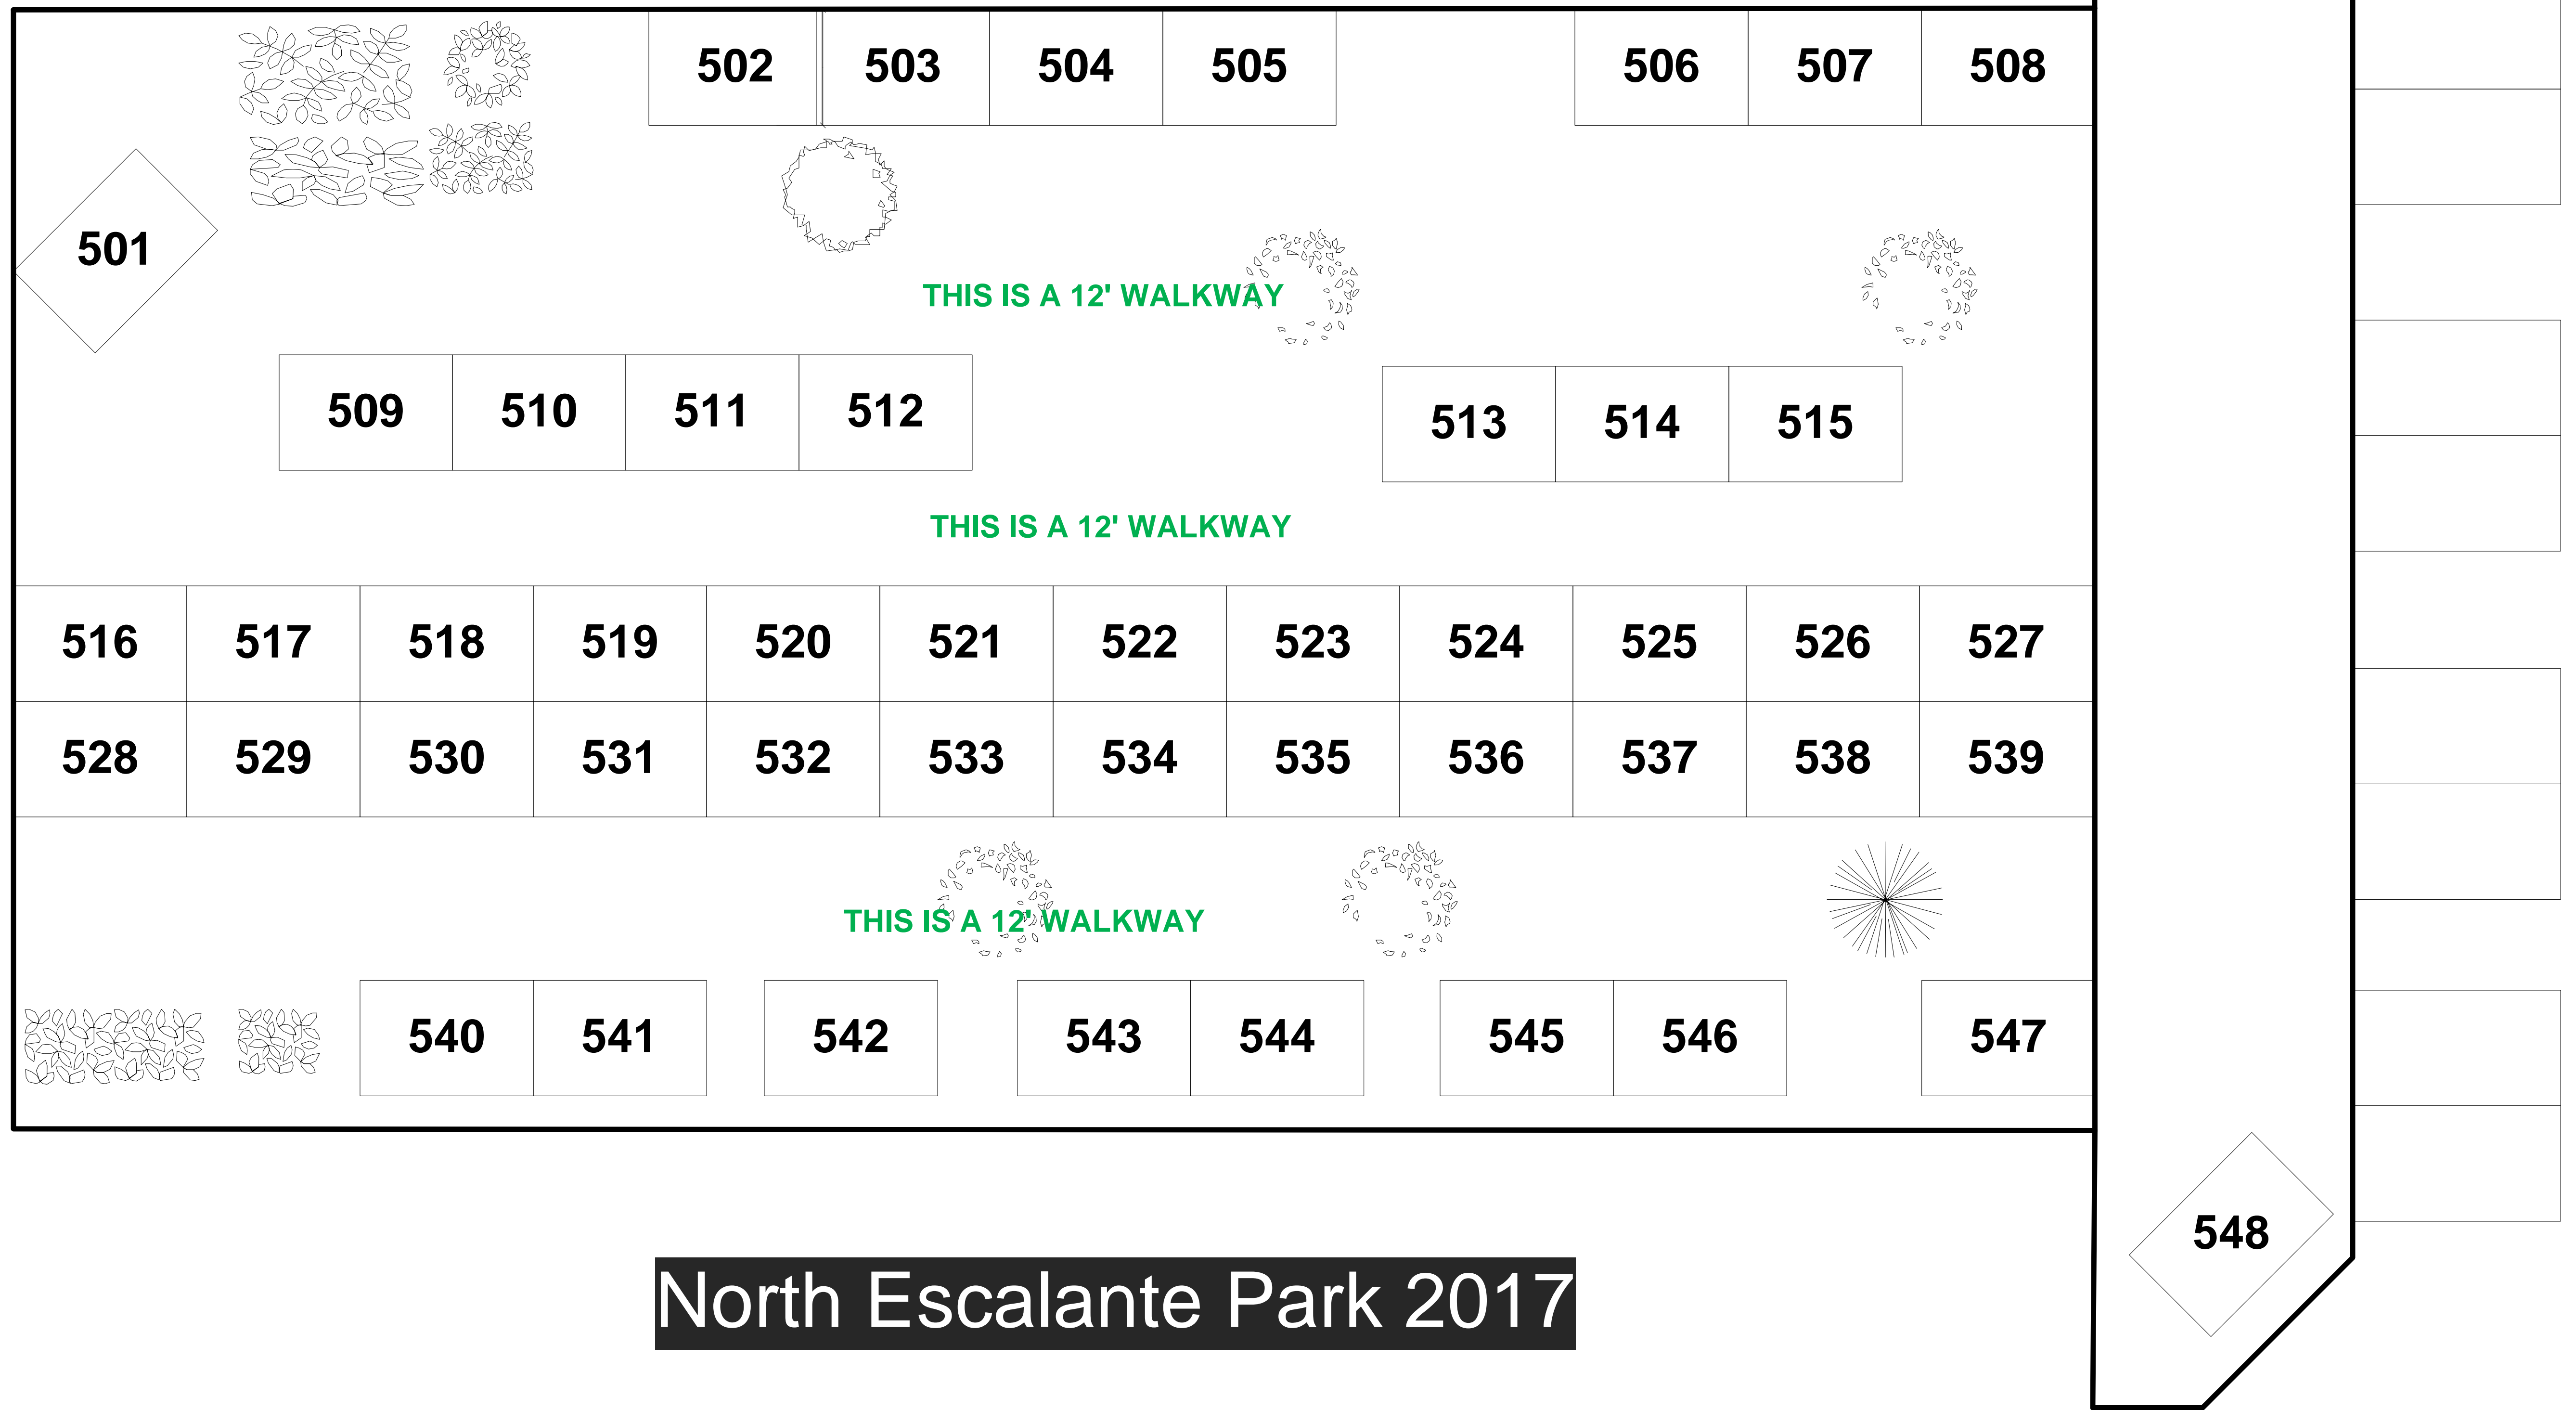 502 503 504 505 506 507 508
501
THIS IS A 12' WALKWAY
509 510 511 512 513 514 515
THIS IS A 12' WALKWAY
516 517 518 519 520 521 522 523 524 525 526 527
528 529 530 531 532 533 534 535 536 537 538 539
THIS IS A 12' WALKWAY
540 541 542 543 544 545 546 547
548
North Escalante Park 2017